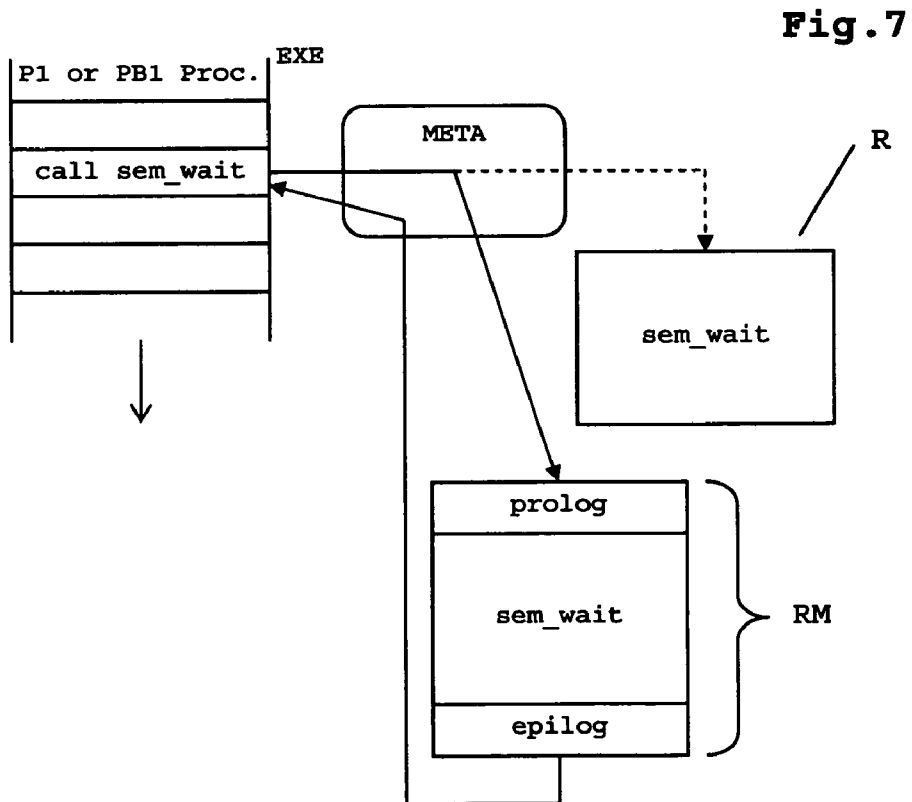 Fig.7
EXE
P1 or PB1 Proc.
META
R
call sem_wait
sem_wait
prolog
sem_wait
RM
epilog